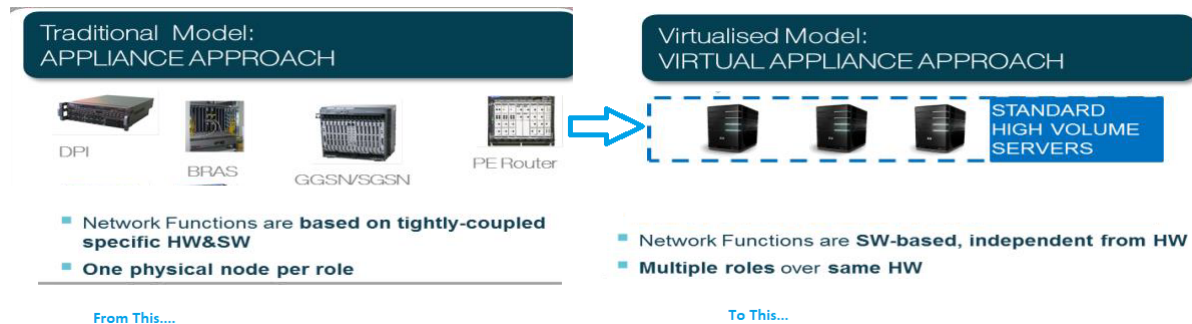 Traditional Model:
APPLIANCE APPROACH
DPI
BRAS
GGSN/SGSN
PE Router
Network Functions are based on tightly-coupled
specific HW&SW
One physical node per role
From This....
Virtualised Model:
VIRTUAL APPLIANCE APPROACH
STANDARD
HIGH VOLUME
SERVERS
Network Functions are SW-based, independent from HW
Multiple roles over same HW
To This...